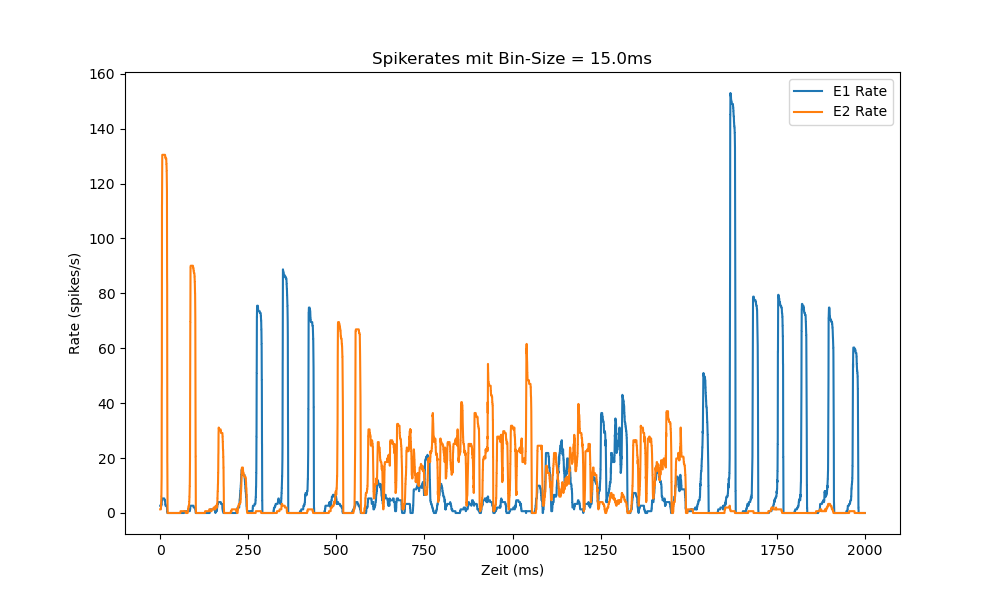 Spikerates mit Bin-Size = 15.0ms
E1 Rate
E2 Rate
160
140
120
100
80
60
40
20
0
Rate (spikes/s)
0 250 500 750 1000 1250 1500 1750 2000
Zeit (ms)